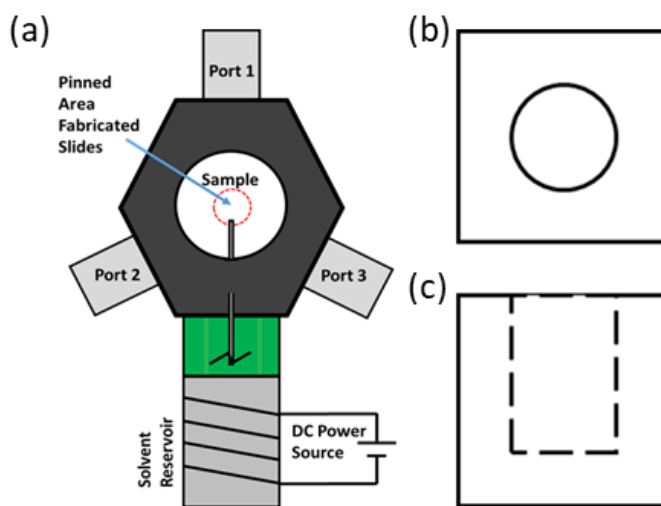 (a)
Port 1
Pinned
Area
Fabricated
Slides
Sample
Port 2
Port 3
Solvent
Reservoir
DC Power
Source
(b)
(c)